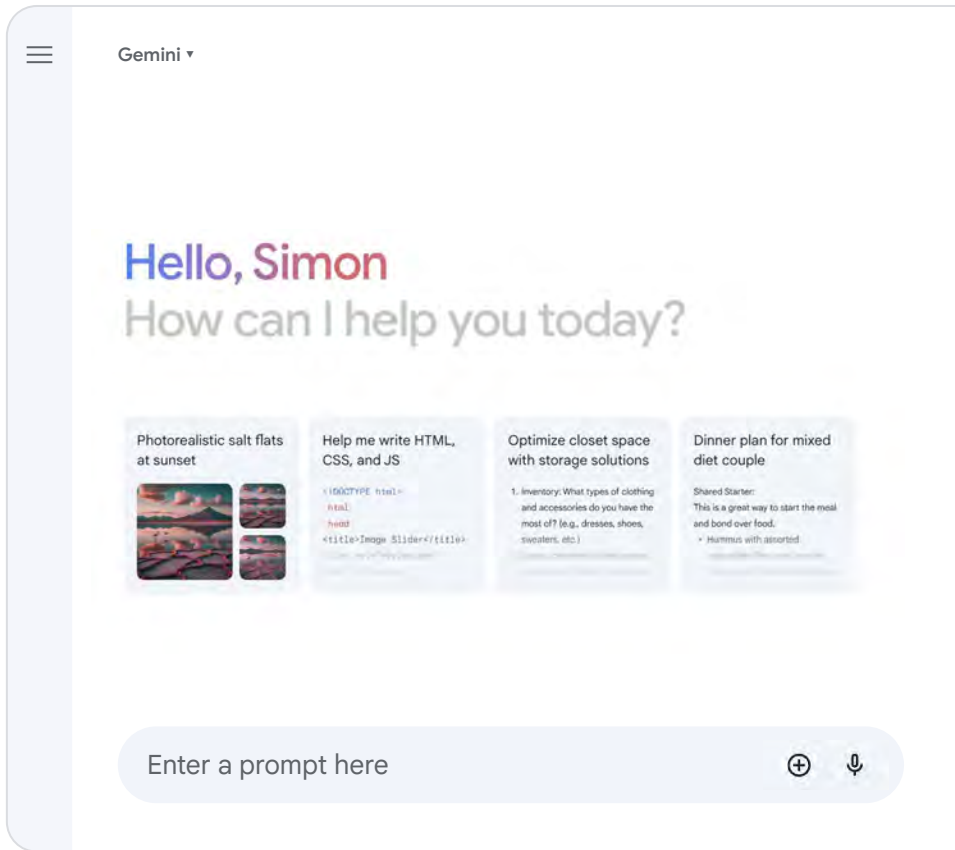 Gemini ▾
Hello, Simon
How can I help you today?
Photorealistic salt flats
at sunset
Help me write HTML,
CSS, and JS
<!DOCTYPE html>
html
head
<title>Image Slider</title>
Optimize closet space
with storage solutions
1. Inventory: What types of clothing
and accessories do you have the
most of? (e.g., dresses, shoes,
sweaters, etc.)
Dinner plan for mixed
diet couple
Shared Starter:
This is a great way to start the meal
and bond over food.
• Hummus with assorted
Enter a prompt here